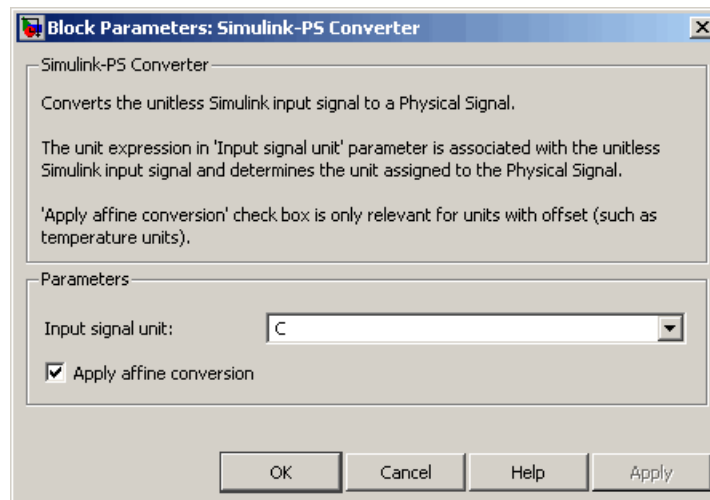 Block Parameters: Simulink-PS Converter
Simulink-PS Converter
Converts the unitless Simulink input signal to a Physical Signal.
The unit expression in 'Input signal unit' parameter is associated with the unitless
Simulink input signal and determines the unit assigned to the Physical Signal.
'Apply affine conversion' check box is only relevant for units with offset (such as
temperature units).
Parameters
Input signal unit: C
Apply affine conversion
OK Cancel Help Apply